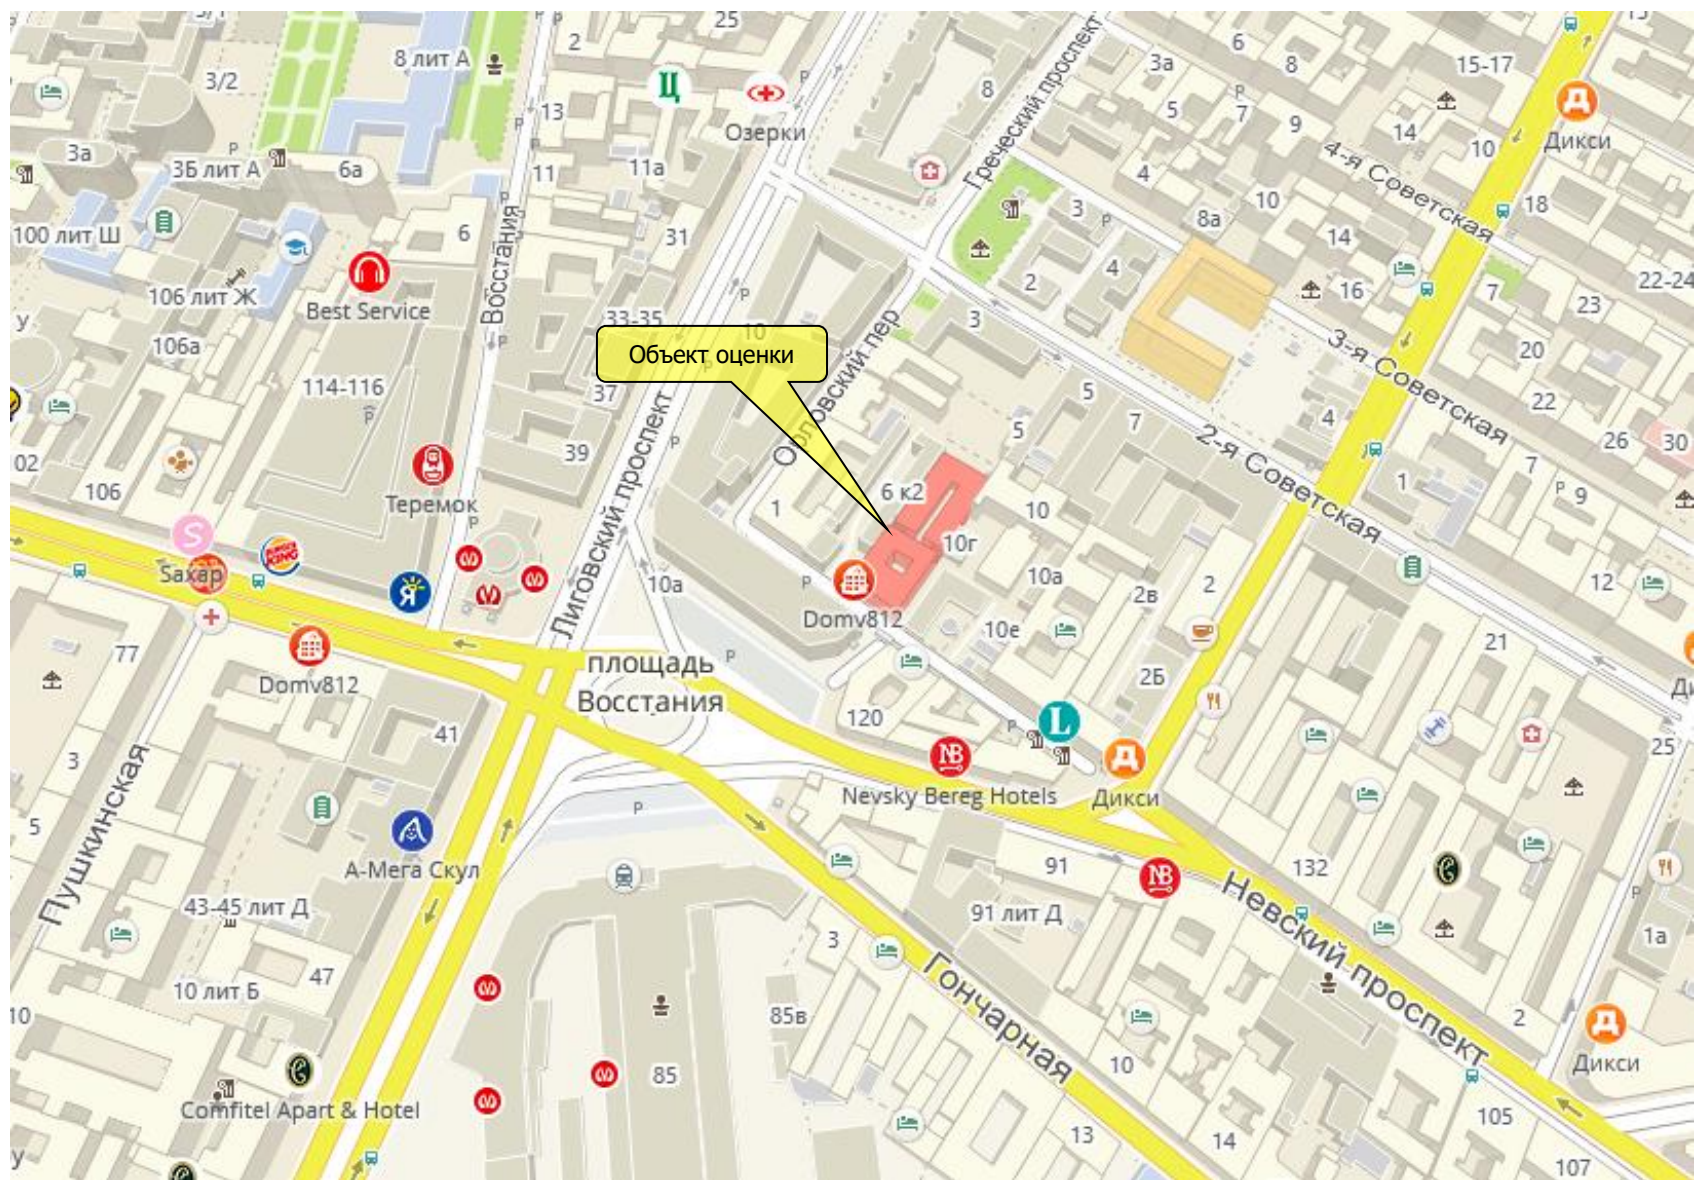 3/1
25
2
8 лит А
3/2
Греческий проспект
6
3а
8
15-17
8
5
7
9
14
10
Дикси
4-я Советская
13
Озерки
3а
3Б лит А
6а
11
11а
4
3
10
8а
18
100 лит Ш
6
Восстания
31
14
2
4
16
22-24
106 лит Ж
Best Service
7
23
у
106а
33-35
10
3
3-я Советская
20
Объект оценки
114-116
37
Орловский пер
5
7
4
22
2-я Советская
26
30
02
39
106
Теремок
Лиговский проспект
1
6 к2
5
10
1
7
9
10г
Сахар
10а
10а
2в
2
12
Domv812
10е
21
77
Domv812
площадь
Восстания
2Б
Ди
120
41
25
3
Пушкинская
Nevsky Bereg Hotels
Дикси
5
А-Мега Скул
91
132
Невский проспект
43-45 лит Д
91 лит Д
1а
3
Гончарная
47
10 лит Б
10
85в
2
85
10
Дикси
Comfitel Apart & Hotel
105
13
14
107
у